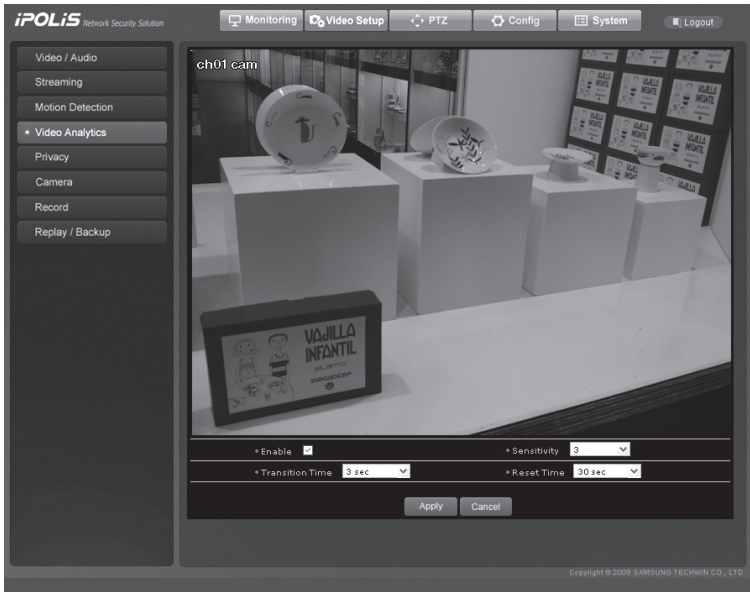 iPOLiS Network Security Solution
Monitoring
Video Setup
PTZ
Config
System
Logout
Video / Audio
Streaming
Motion Detection
Video Analytics
Privacy
Camera
Record
Replay / Backup
ch01 cam
VAJILLA
INFANTIL
VAJILLA
INFANTIL
Enable
Sensitivity 3
Transition Time 3 sec
Reset Time 30 sec
Apply
Cancel
Copyright @ 2009 SAMSUNG TECHWIN CO., LTD.